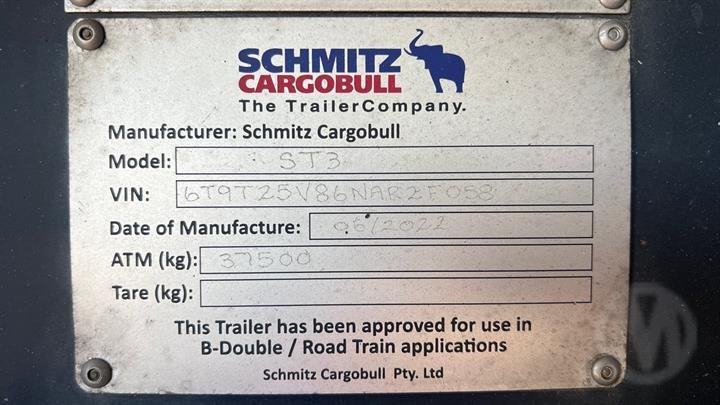 SCHMITZ
CARGOBULL
The TrailerCompany.
Manufacturer: Schmitz Cargobull
Model: ST3
VIN: 6T9T25V86NAR2F058
Date of Manufacture: 06/2022
ATM (kg): 37500
Tare (kg):
This Trailer has been approved for use in
B-Double / Road Train applications
Schmitz Cargobull Pty. Ltd